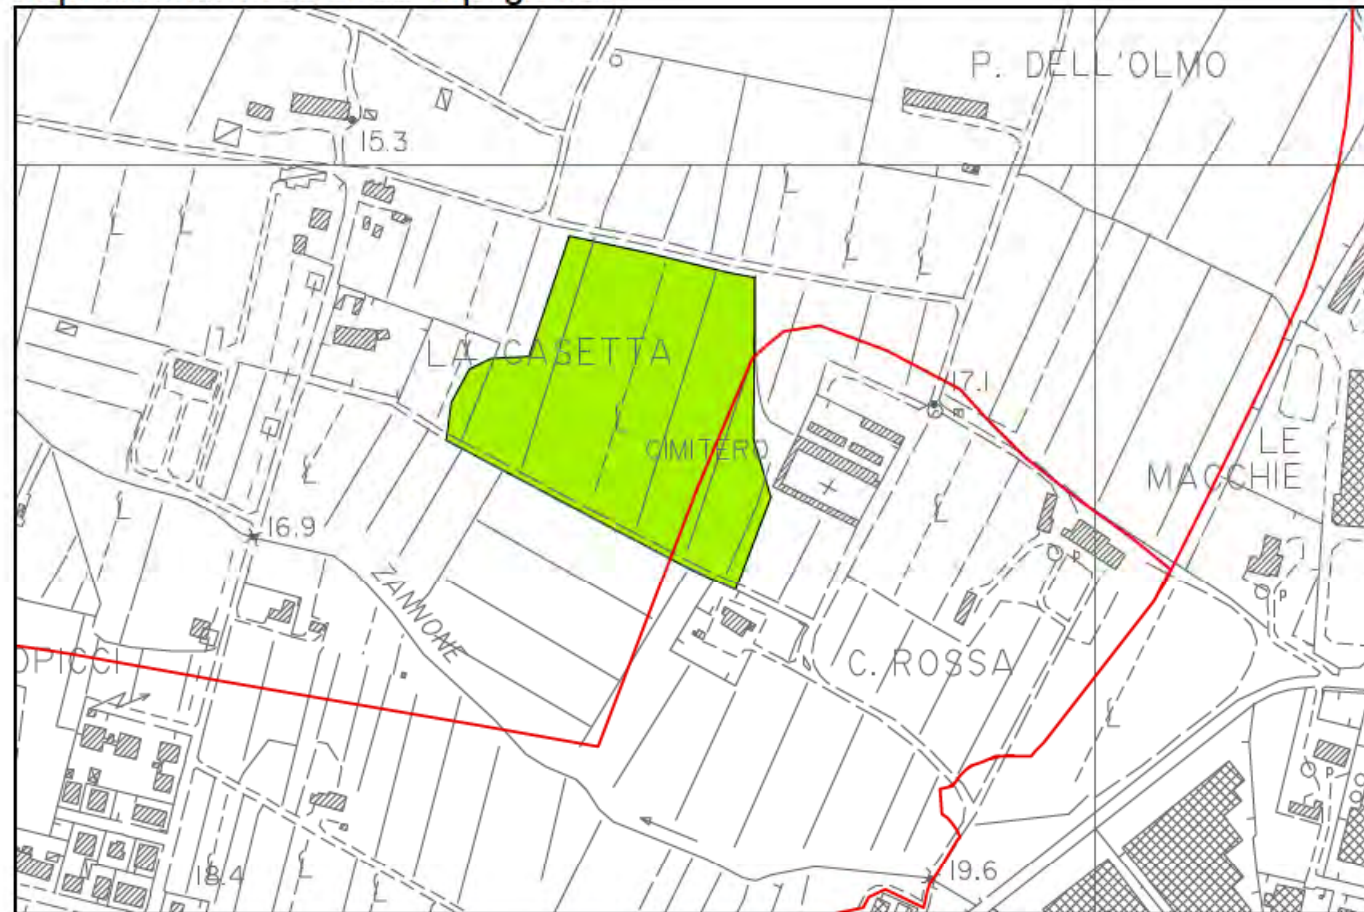 P. DELL'OLMO
15.3
LA CASETTA
17.1
CIMITERO
LE
MACCHIE
16.9
ZANNONE
P
P
OPICCI
C. ROSSA
P
18.4
19.6